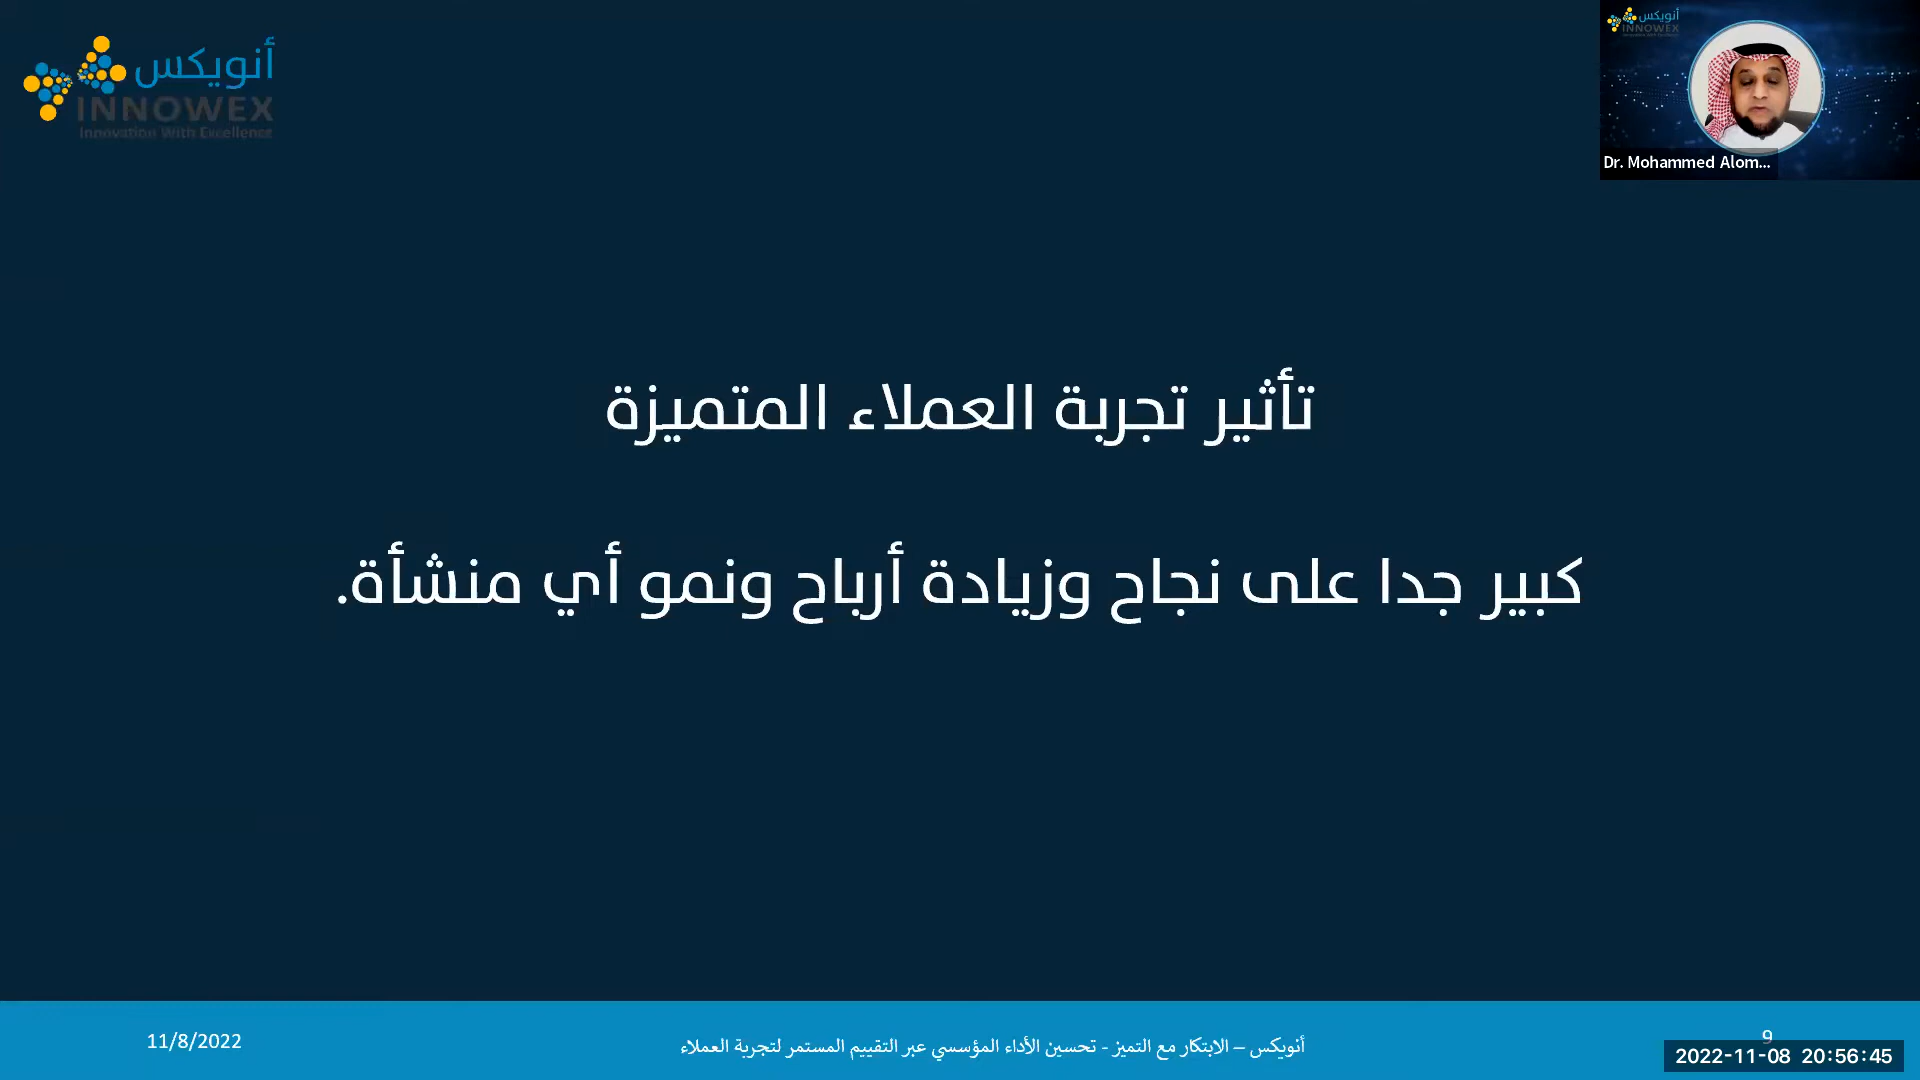 أنويكس
INNOWEX
Innovation With Excellence
أنويكس
INNOWEX
Dr. Mohammed Alom...
تأثير تجربة العملاء المتميزة
كبير جدا على نجاح وزيادة أرباح ونمو أي منشأة.
11/8/2022
أنويكس – الابتكار مع التميز - تحسين الأداء المؤسسي عبر التقييم المستمر لتجربة العملاء
9
2022-11-08 20:56:45